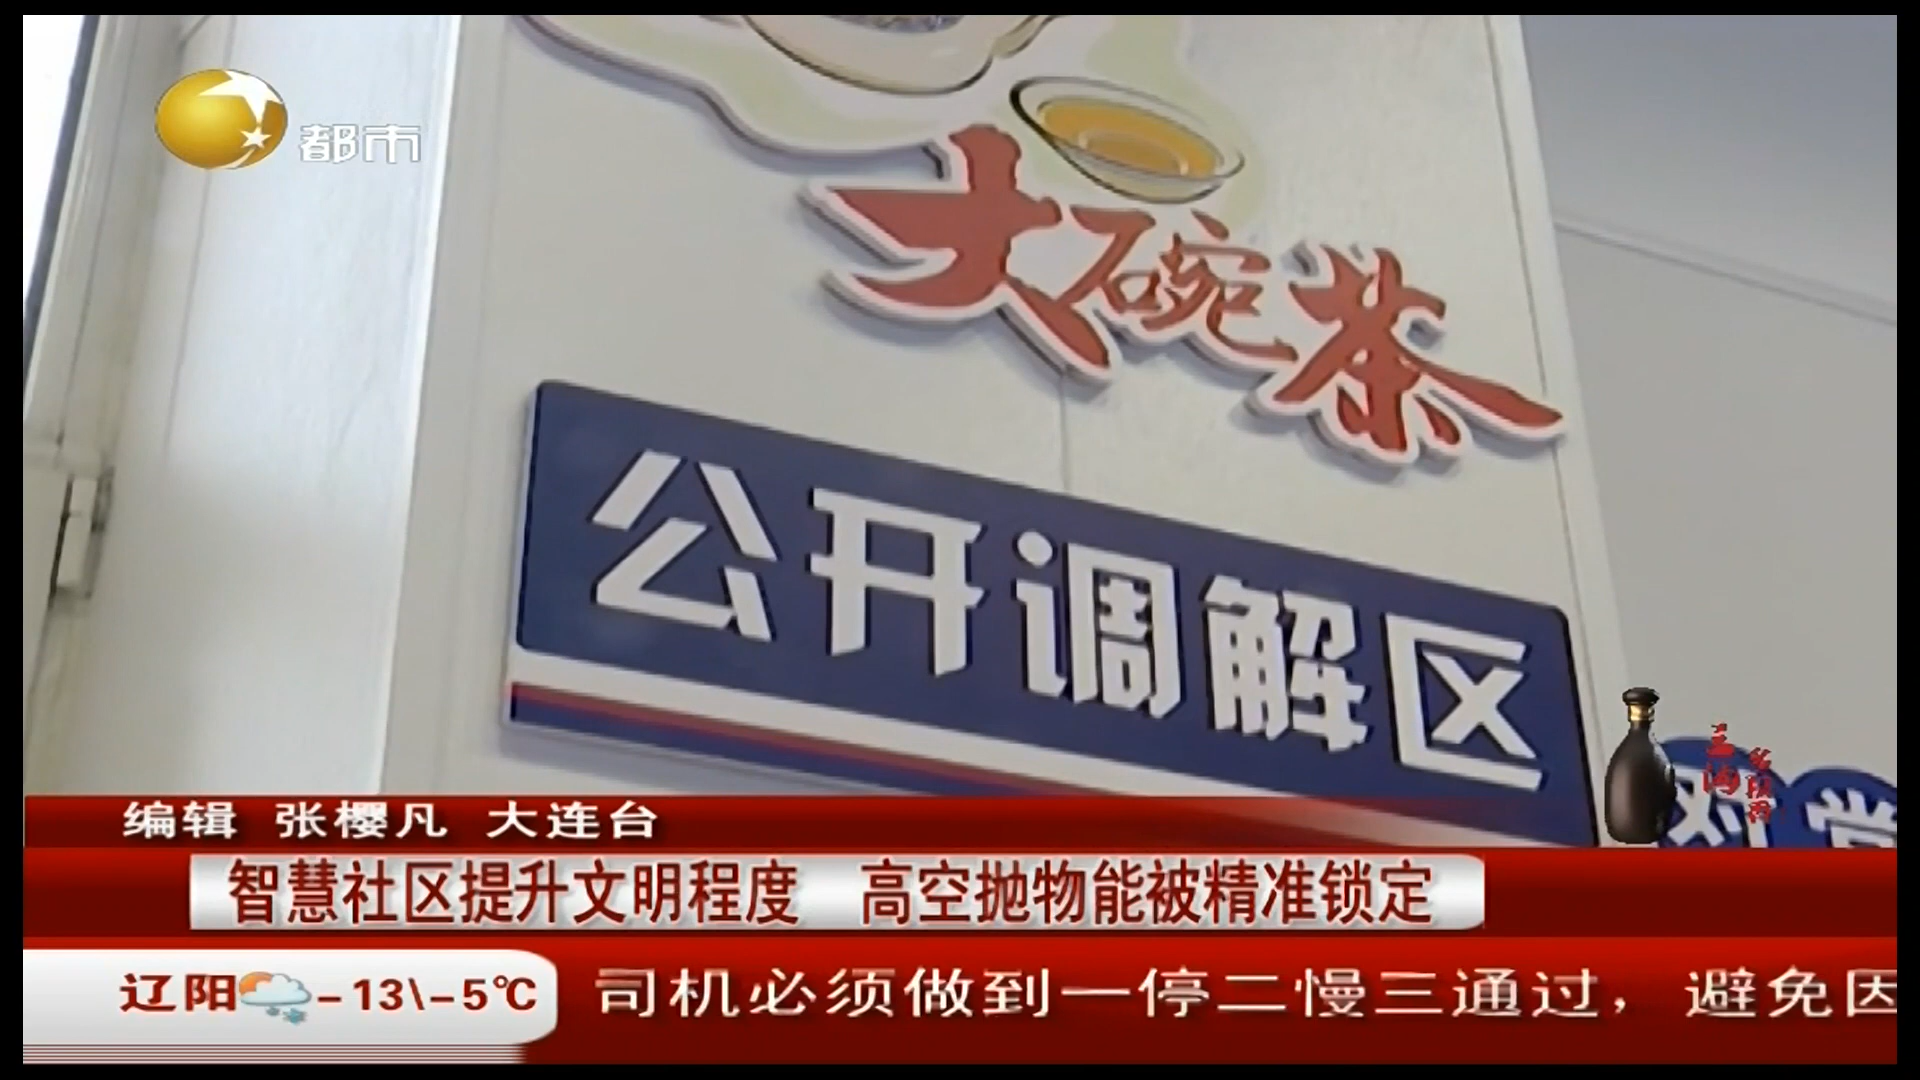 都市
大碗茶
公开调解区
编辑 张樱凡 大连台
智慧社区提升文明程度 高空抛物能被精准锁定
辽阳 -13\-5℃
司机必须做到一停二慢三通过，避免因